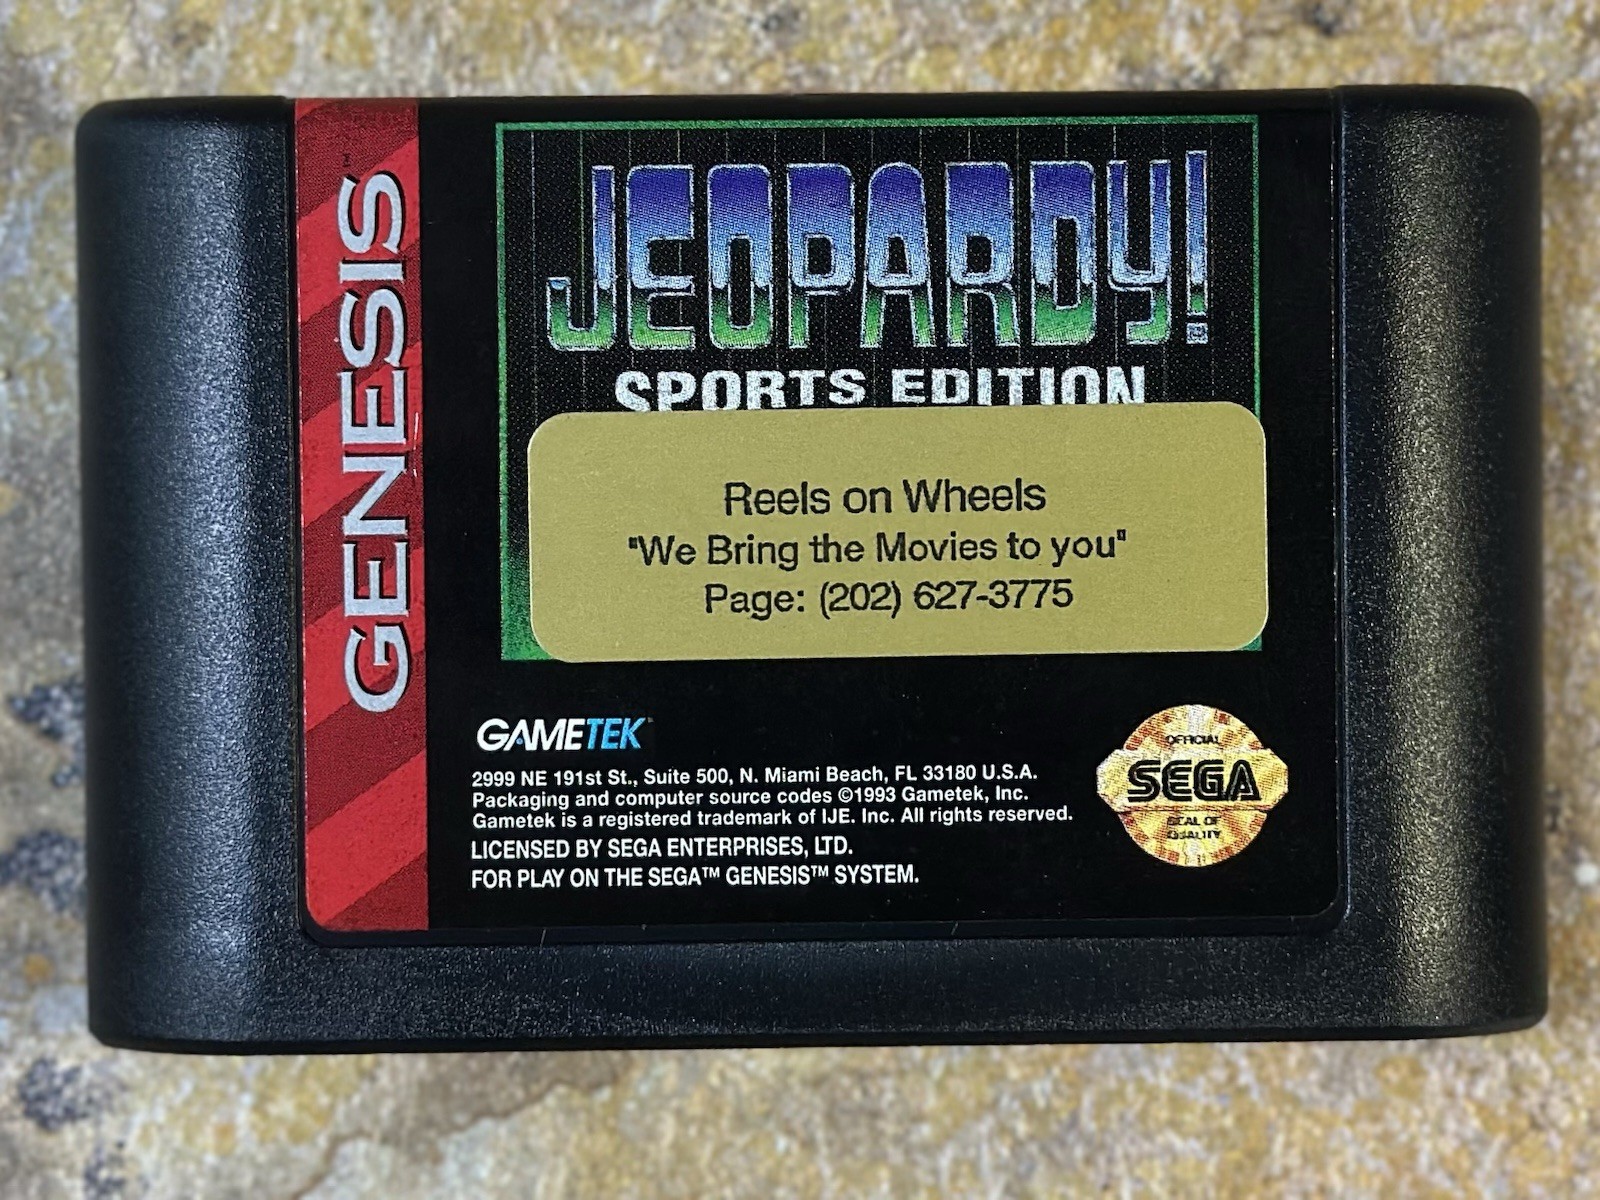 GENESIS™
JEOPARDY!
SPORTS EDITION
Reels on Wheels
"We Bring the Movies to you"
Page: (202) 627-3775
GAMETEK™
2999 NE 191st St., Suite 500, N. Miami Beach, FL 33180 U.S.A.
Packaging and computer source codes ©1993 Gametek, Inc.
Gametek is a registered trademark of IJE. Inc. All rights reserved.
LICENSED BY SEGA ENTERPRISES, LTD.
FOR PLAY ON THE SEGA™ GENESIS™ SYSTEM.
OFFICIAL
SEGA
SEAL OF
QUALITY